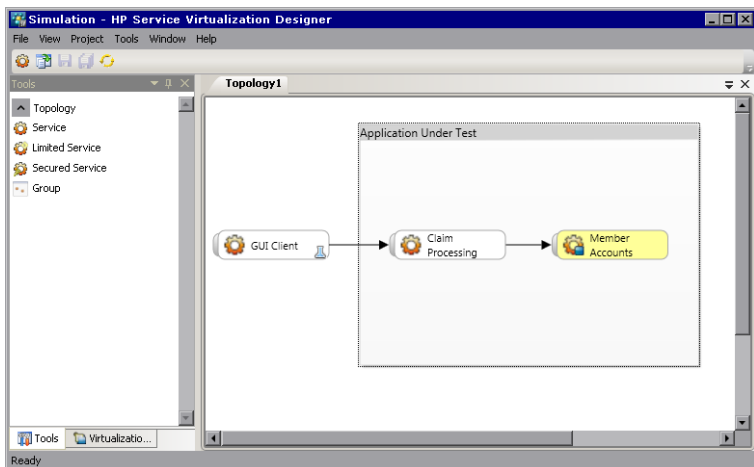 Simulation - HP Service Virtualization Designer
File View Project Tools Window Help
Tools
Topology1
Topology
Service
Limited Service
Secured Service
Group
Application Under Test
GUI Client
Claim
Processing
Member
Accounts
Tools
Virtualizatio...
Ready